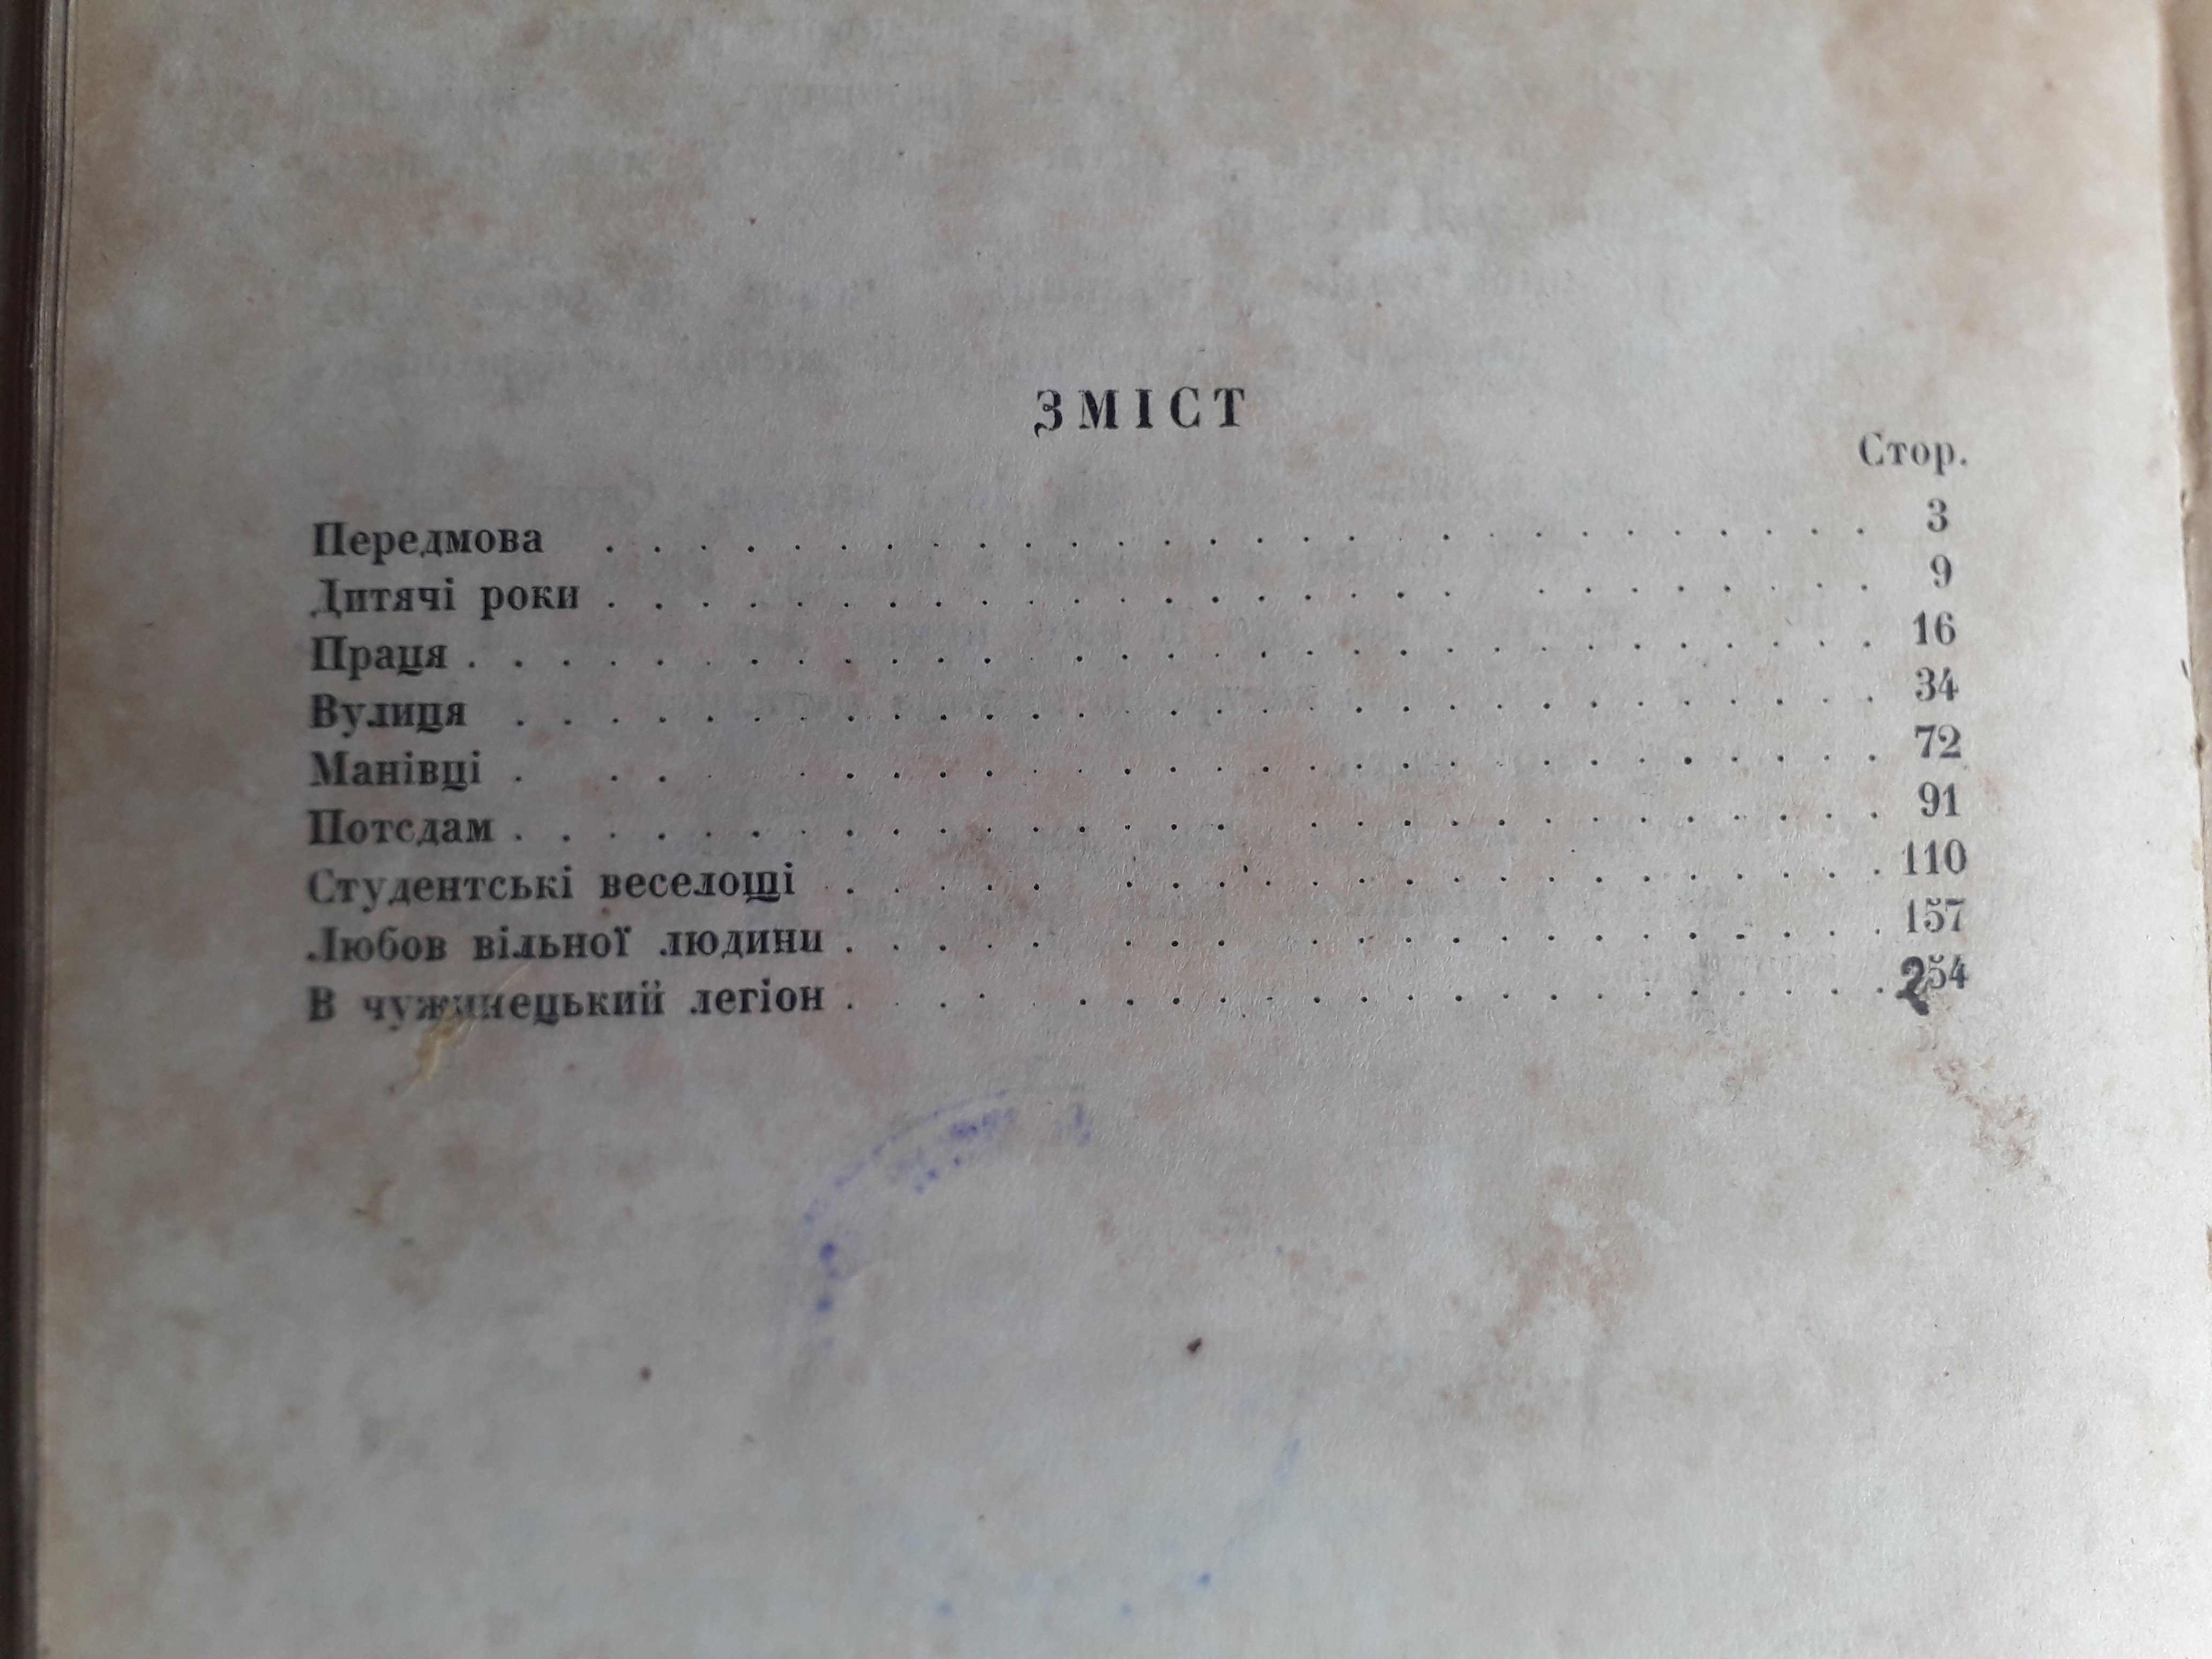 ЗМІСТ
Стор.
Передмова . . . . . . . . . . . . . . . . . . . . . . . . . . 3
Дитячі роки . . . . . . . . . . . . . . . . . . . . . . . . . . 9
Праця . . . . . . . . . . . . . . . . . . . . . . . . . . . . . 16
Вулиця . . . . . . . . . . . . . . . . . . . . . . . . . . . . 34
Манівці . . . . . . . . . . . . . . . . . . . . . . . . . . . 72
Потсдам . . . . . . . . . . . . . . . . . . . . . . . . . . . . 91
Студентські веселощі . . . . . . . . . . . . . . . . . . . . . 110
Любов вільної людини . . . . . . . . . . . . . . . . . . . . . 157
В чужинецький легіон . . . . . . . . . . . . . . . . . . . . . 254